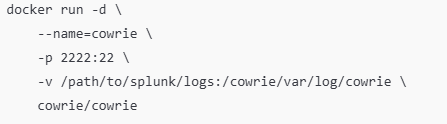 docker run -d \
--name=cowrie \
-p 2222:22 \
-v /path/to/splunk/logs:/cowrie/var/log/cowrie \
cowrie/cowrie